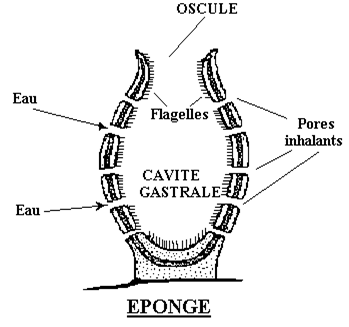 OSCULE
Eau
Flagelles
Pores
inhalants
CAVITE
GASTRALE
Eau
EPONGE